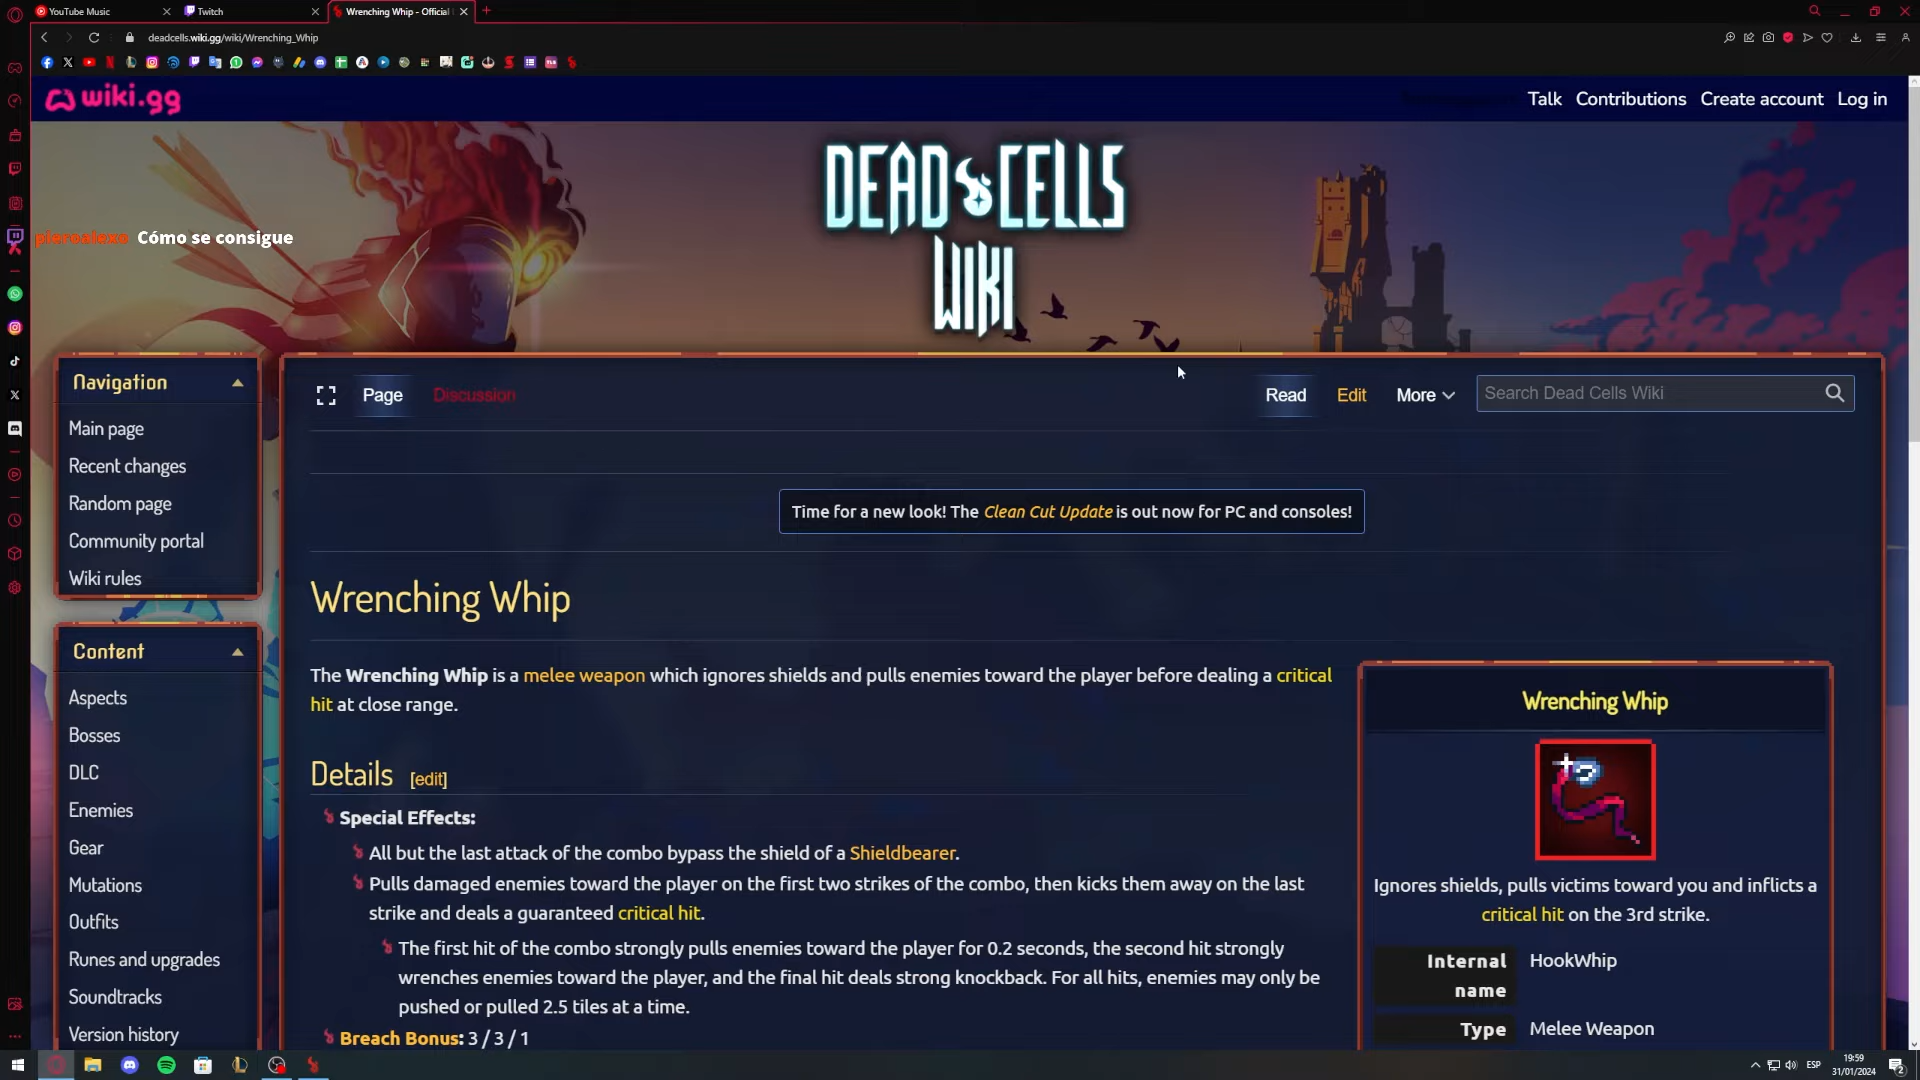 YouTube Music
Twitch
Wrenching Whip - Official
deadcells.wiki.gg/wiki/Wrenching_Whip
wiki.gg
Talk
Contributions
Create account
Log in
DEAD CELLS
WIKI
Cómo se consigue
Navigation
Main page
Recent changes
Random page
Community portal
Wiki rules
Content
Aspects
Bosses
DLC
Enemies
Gear
Mutations
Outfits
Runes and upgrades
Soundtracks
Version history
Page
Discussion
Read
Edit
More
Search Dead Cells Wiki
Time for a new look! The Clean Cut Update is out now for PC and consoles!
Wrenching Whip
The Wrenching Whip is a melee weapon which ignores shields and pulls enemies toward the player before dealing a critical
hit at close range.
Details [edit]
Special Effects:
All but the last attack of the combo bypass the shield of a Shieldbearer.
Pulls damaged enemies toward the player on the first two strikes of the combo, then kicks them away on the last
strike and deals a guaranteed critical hit.
The first hit of the combo strongly pulls enemies toward the player for 0.2 seconds, the second hit strongly
wrenches enemies toward the player, and the final hit deals strong knockback. For all hits, enemies may only be
pushed or pulled 2.5 tiles at a time.
Breach Bonus: 3 / 3 / 1
Wrenching Whip
Ignores shields, pulls victims toward you and inflicts a
critical hit on the 3rd strike.
Internal name
HookWhip
Type
Melee Weapon
ESP
19:59
31/01/2024
2